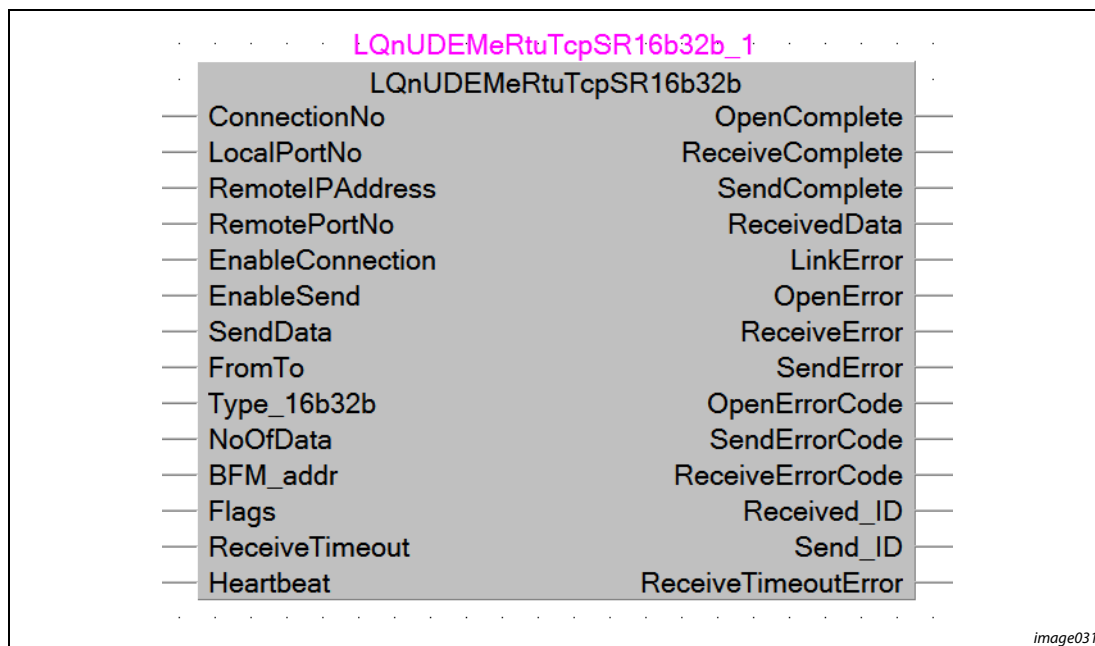 LQnUDEMeRtuTcpSR16b32b_1
LQnUDEMeRtuTcpSR16b32b
ConnectionNo OpenComplete
LocalPortNo ReceiveComplete
RemoteIPAddress SendComplete
RemotePortNo ReceivedData
EnableConnection LinkError
EnableSend OpenError
SendData ReceiveError
FromTo SendError
Type_16b32b OpenErrorCode
NoOfData SendErrorCode
BFM_addr ReceiveErrorCode
Flags Received_ID
ReceiveTimeout Send_ID
Heartbeat ReceiveTimeoutError
image031